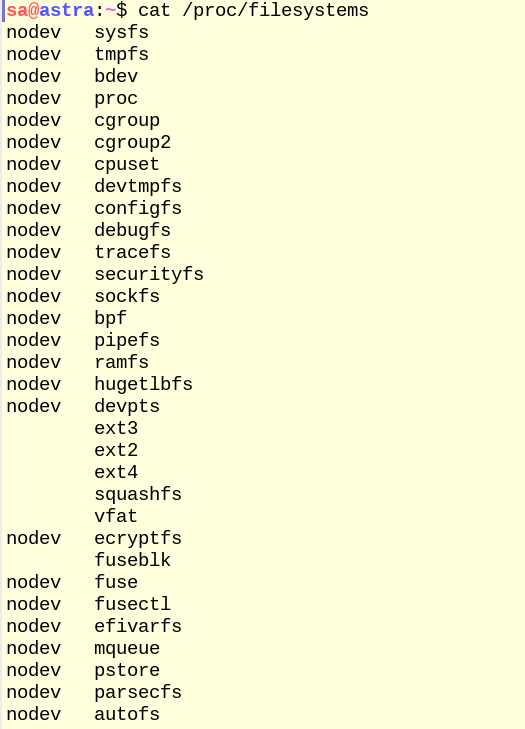 sa@astra:~$ cat /proc/filesystems
nodev   sysfs
nodev   tmpfs
nodev   bdev
nodev   proc
nodev   cgroup
nodev   cgroup2
nodev   cpuset
nodev   devtmpfs
nodev   configfs
nodev   debugfs
nodev   tracefs
nodev   securityfs
nodev   sockfs
nodev   bpf
nodev   pipefs
nodev   ramfs
nodev   hugetlbfs
nodev   devpts
        ext3
        ext2
        ext4
        squashfs
        vfat
nodev   ecryptfs
        fuseblk
nodev   fuse
nodev   fusectl
nodev   efivarfs
nodev   mqueue
nodev   pstore
nodev   parsecfs
nodev   autofs